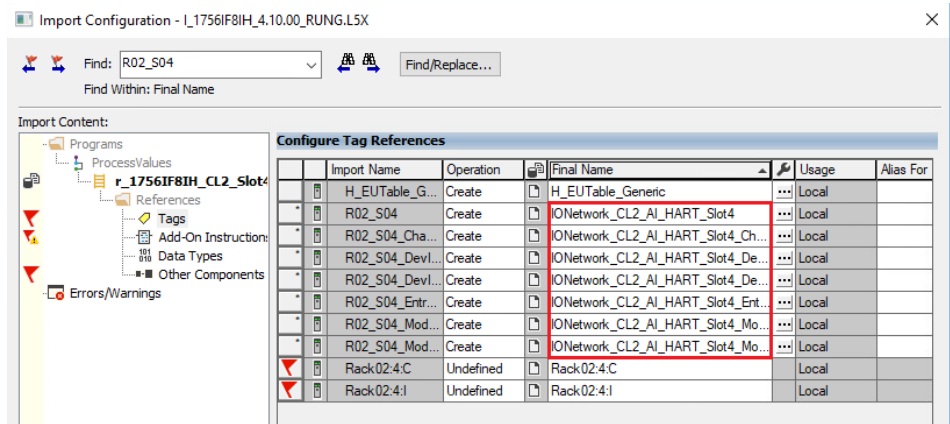 Import Configuration - I_1756IF8IH_4.10.00_RUNG.L5X
Find: R02_S04 Find/Replace...
Find Within: Final Name
Import Content:
Programs
ProcessValues
r_1756IF8IH_CL2_Slot4
References
Tags
Add-On Instruction:
Data Types
Other Components
Errors/Warnings
Configure Tag References
Import Name Operation Final Name Usage Alias For
H_EUTable_G... Create H_EUTable_Generic ... Local
R02_S04 Create IONetwork_CL2_AI_HART_Slot4 ... Local
R02_S04_Cha... Create IONetwork_CL2_AI_HART_Slot4_Ch... ... Local
R02_S04_DevI... Create IONetwork_CL2_AI_HART_Slot4_De... ... Local
R02_S04_DevI... Create IONetwork_CL2_AI_HART_Slot4_De... ... Local
R02_S04_Entr... Create IONetwork_CL2_AI_HART_Slot4_Ent... ... Local
R02_S04_Mod... Create IONetwork_CL2_AI_HART_Slot4_Mo... ... Local
R02_S04_Mod... Create IONetwork_CL2_AI_HART_Slot4_Mo... ... Local
Rack02:4:C Undefined Rack02:4:C Local
Rack02:4:I Undefined Rack02:4:I Local